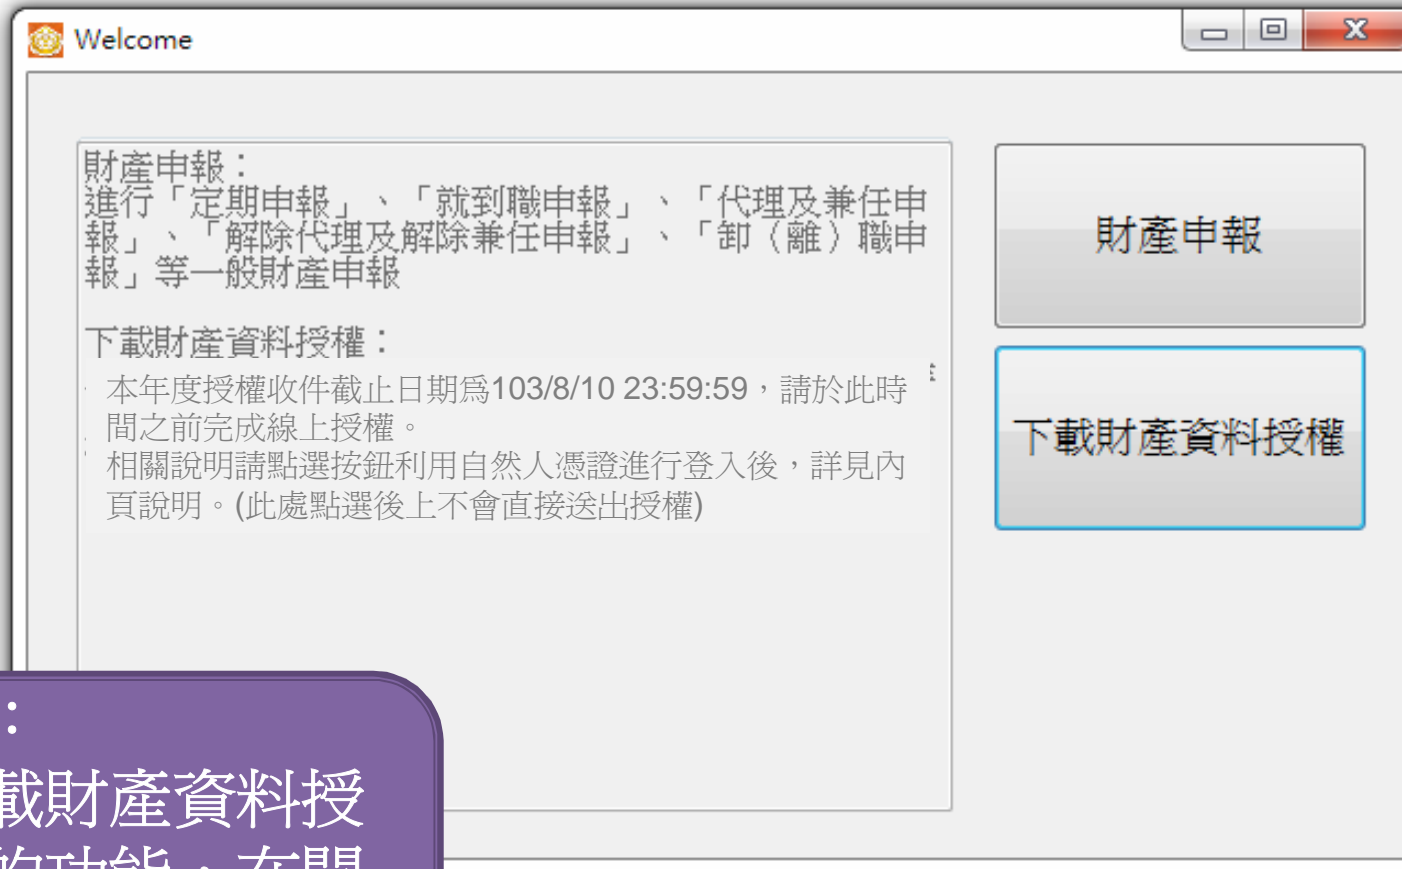 Welcome
財產申報：
進行「定期申報」、「就到職申報」、「代理及兼任申
報」、「解除代理及解除兼任申報」、「卸（離）職申
報」等一般財產申報
下載財產資料授權：
本年度授權收件截止日期為103/8/10 23:59:59，請於此時
間之前完成線上授權。
相關說明請點選按鈕利用自然人憑證進行登入後，詳見內
頁說明。(此處點選後上不會直接送出授權)
財產申報
下載財產資料授權
：
載財產資料授
的功能，在開